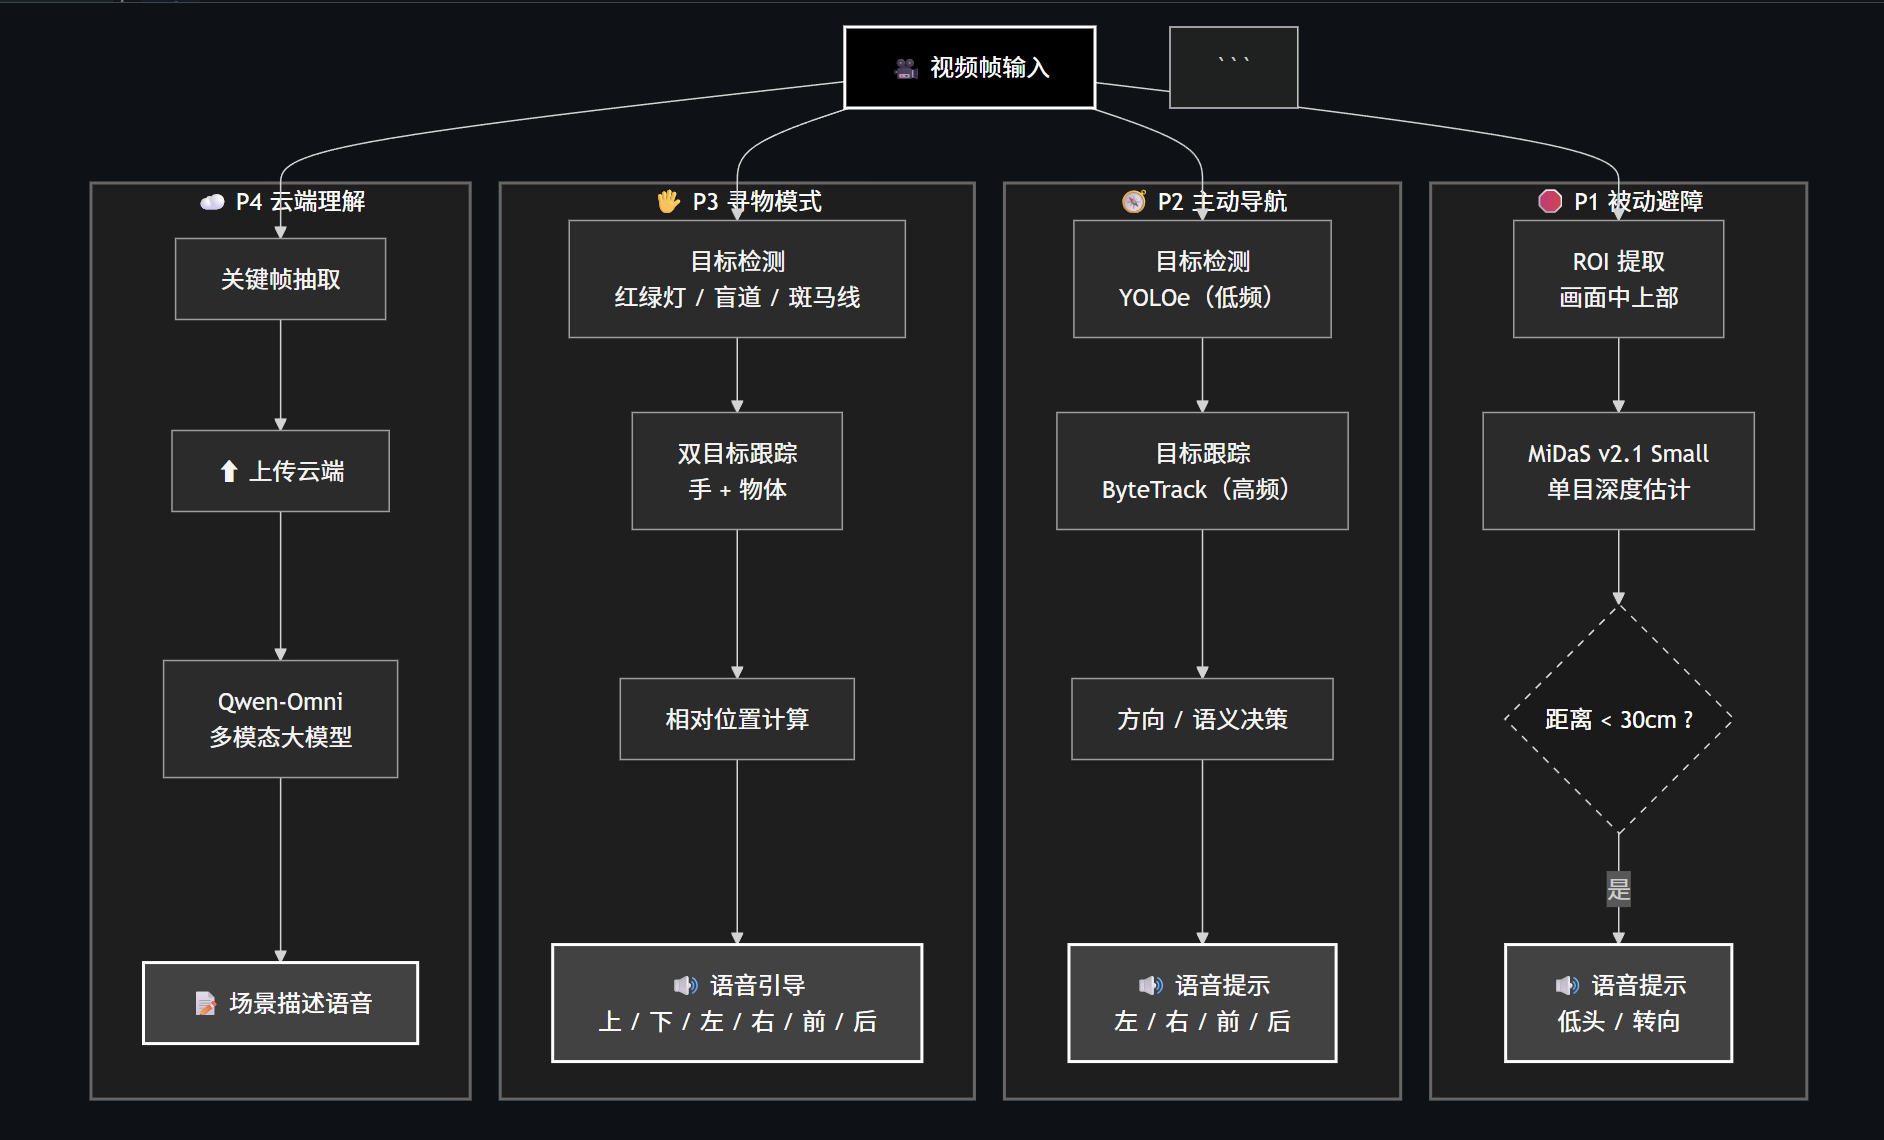 视频帧输入
```
P4 云端理解
关键帧抽取
上传云端
Qwen-Omni
多模态大模型
场景描述语音
P3 寻物模式
目标检测
红绿灯 / 盲道 / 斑马线
双目标跟踪
手 + 物体
相对位置计算
语音引导
上 / 下 / 左 / 右 / 前 / 后
P2 主动导航
目标检测
YOLOe（低频）
目标跟踪
ByteTrack（高频）
方向 / 语义决策
语音提示
左 / 右 / 前 / 后
P1 被动避障
ROI 提取
画面中上部
MiDaS v2.1 Small
单目深度估计
距离 < 30cm ?
是
语音提示
低头 / 转向